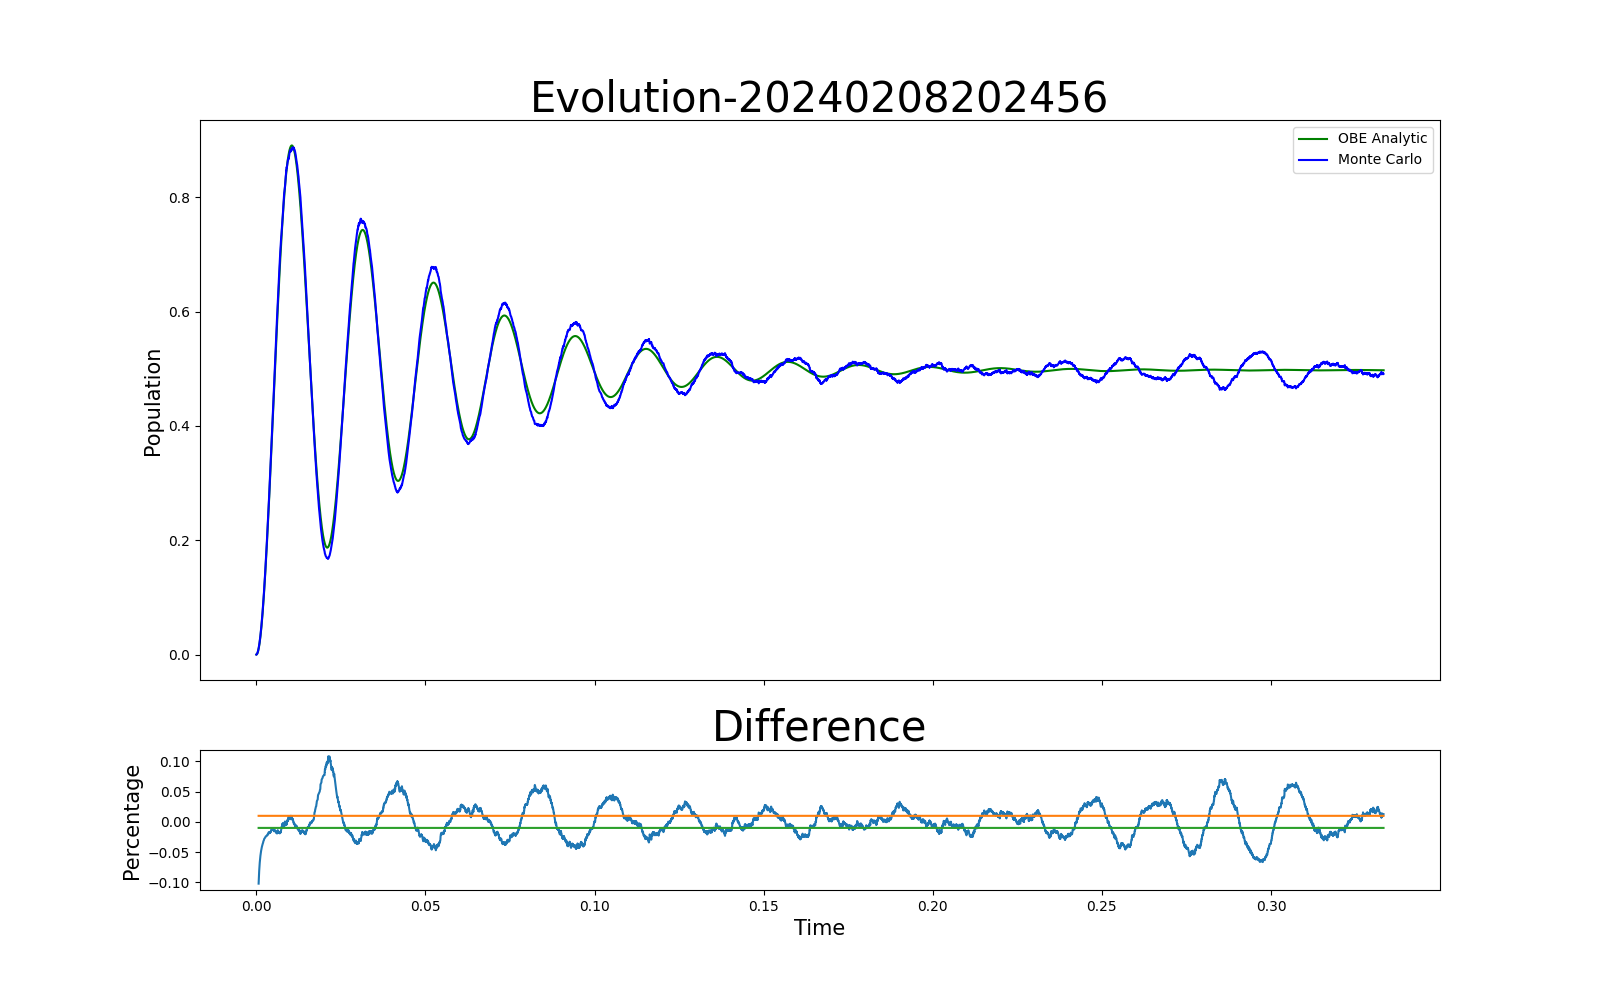 Evolution-20240208202456
OBE Analytic
Monte Carlo
Population
0.8
0.6
0.4
0.2
0.0
Difference
Percentage
0.10
0.05
0.00
−0.05
−0.10
0.00 0.05 0.10 0.15 0.20 0.25 0.30
Time